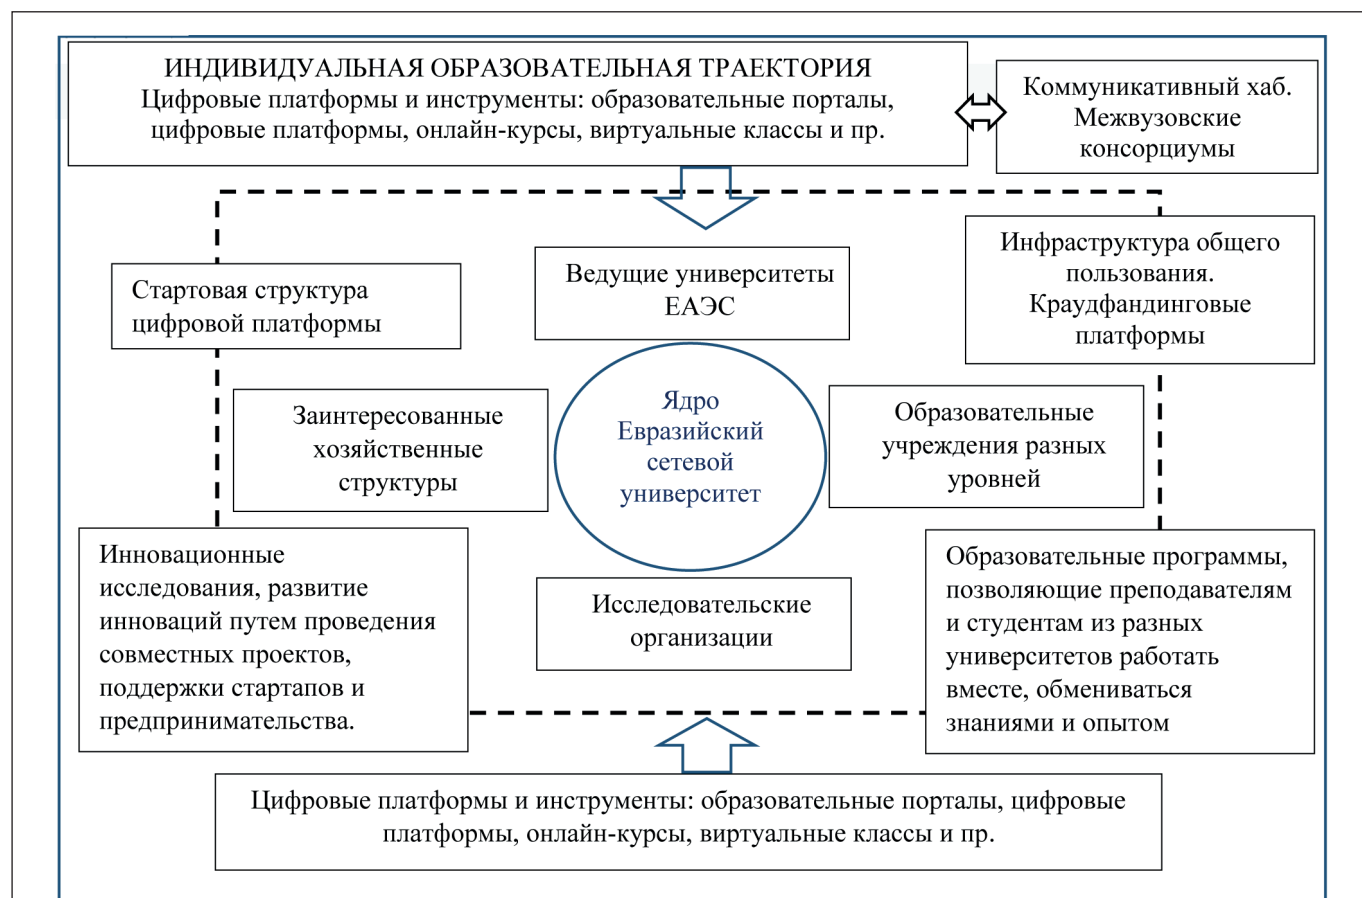 ИНДИВИДУАЛЬНАЯ ОБРАЗОВАТЕЛЬНАЯ ТРАЕКТОРИЯ
Цифровые платформы и инструменты: образовательные порталы,
цифровые платформы, онлайн-курсы, виртуальные классы и пр.
Коммуникативный хаб.
Межвузовские
консорциумы
Стартовая структура
цифровой платформы
Ведущие университеты
ЕАЭС
Инфраструктура общего
пользования.
Краудфандинговые
платформы
Заинтересованные
хозяйственные
структуры
Ядро
Евразийский
сетевой
университет
Образовательные
учреждения разных
уровней
Инновационные
исследования, развитие
инноваций путем проведения
совместных проектов,
поддержки стартапов и
предпринимательства.
Исследовательские
организации
Образовательные программы,
позволяющие преподавателям
и студентам из разных
университетов работать
вместе, обмениваться
знаниями и опытом
Цифровые платформы и инструменты: образовательные порталы, цифровые
платформы, онлайн-курсы, виртуальные классы и пр.